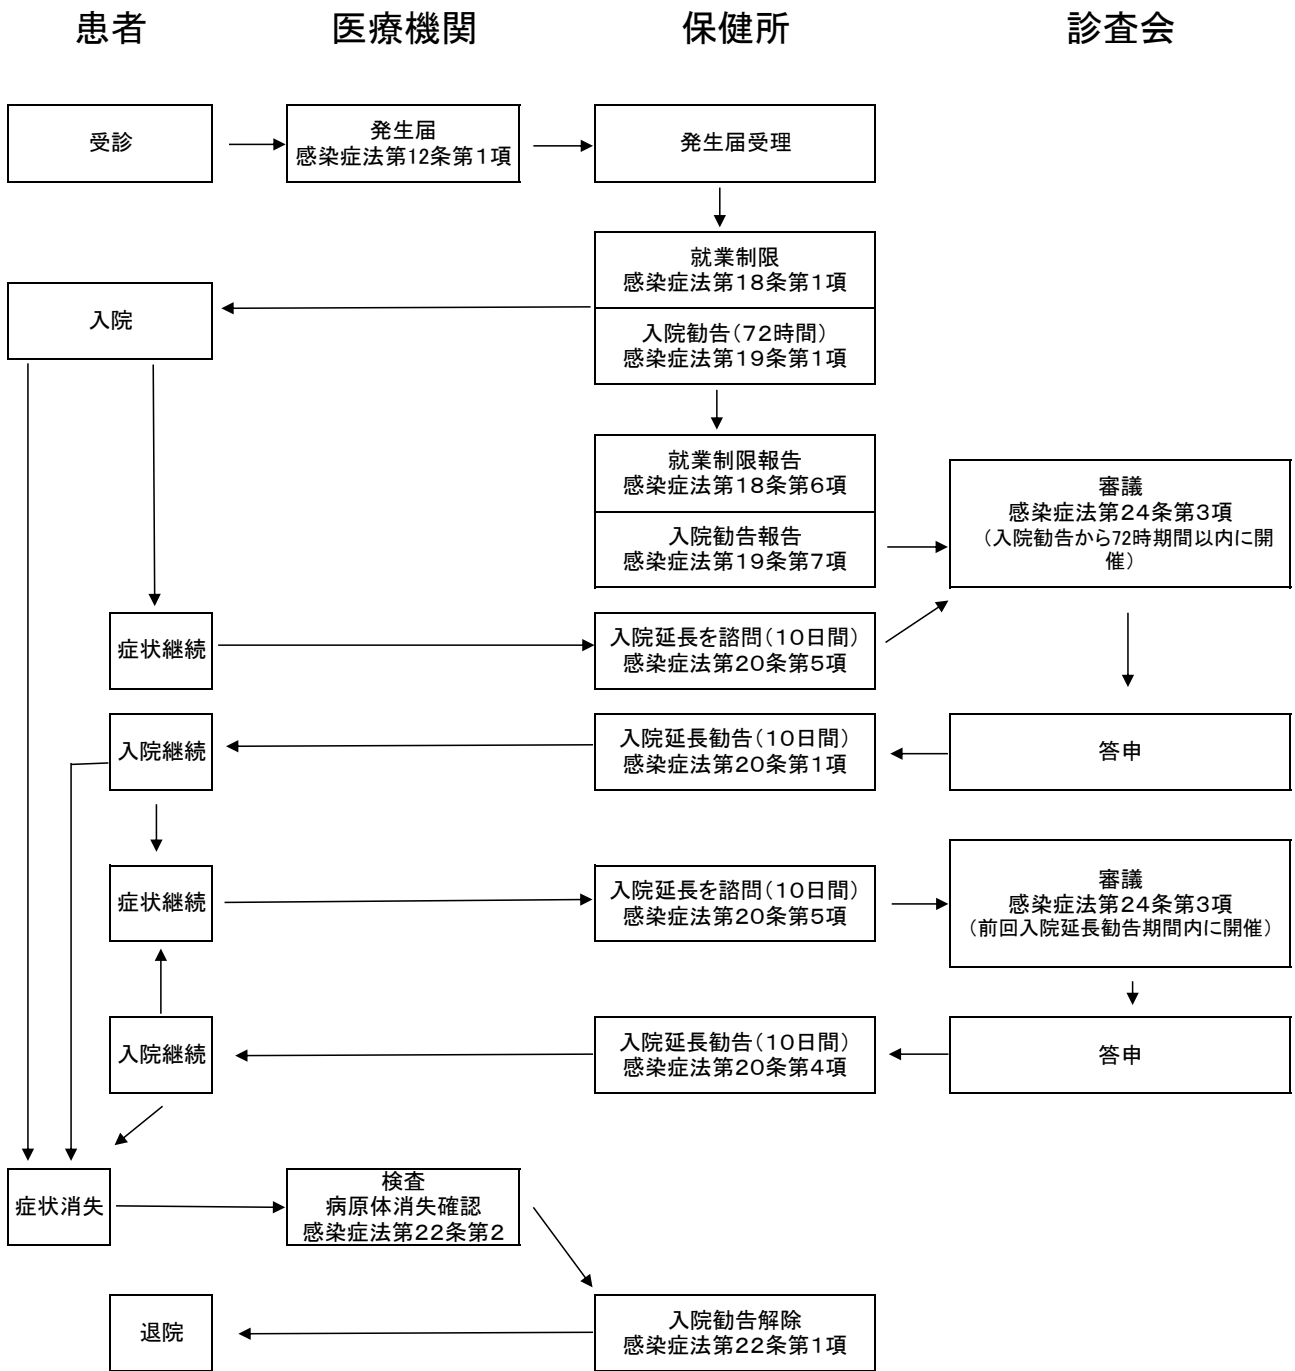 患者
医療機関
保健所
診査会
受診
発生届
感染症法第12条第1項
発生届受理
就業制限
感染症法第18条第1項
入院
入院勧告（72時間）
感染症法第19条第1項
就業制限報告
感染症法第18条第6項
入院勧告報告
感染症法第19条第7項
審議
感染症法第24条第3項
（入院勧告から72時期間以内に開
催）
症状継続
入院延長を諮問（10日間）
感染症法第20条第5項
入院継続
入院延長勧告（10日間）
感染症法第20条第1項
答申
症状継続
入院延長を諮問（10日間）
感染症法第20条第5項
審議
感染症法第24条第3項
（前回入院延長勧告期間内に開催）
入院継続
入院延長勧告（10日間）
感染症法第20条第4項
答申
症状消失
検査
病原体消失確認
感染症法第22条第2
退院
入院勧告解除
感染症法第22条第1項